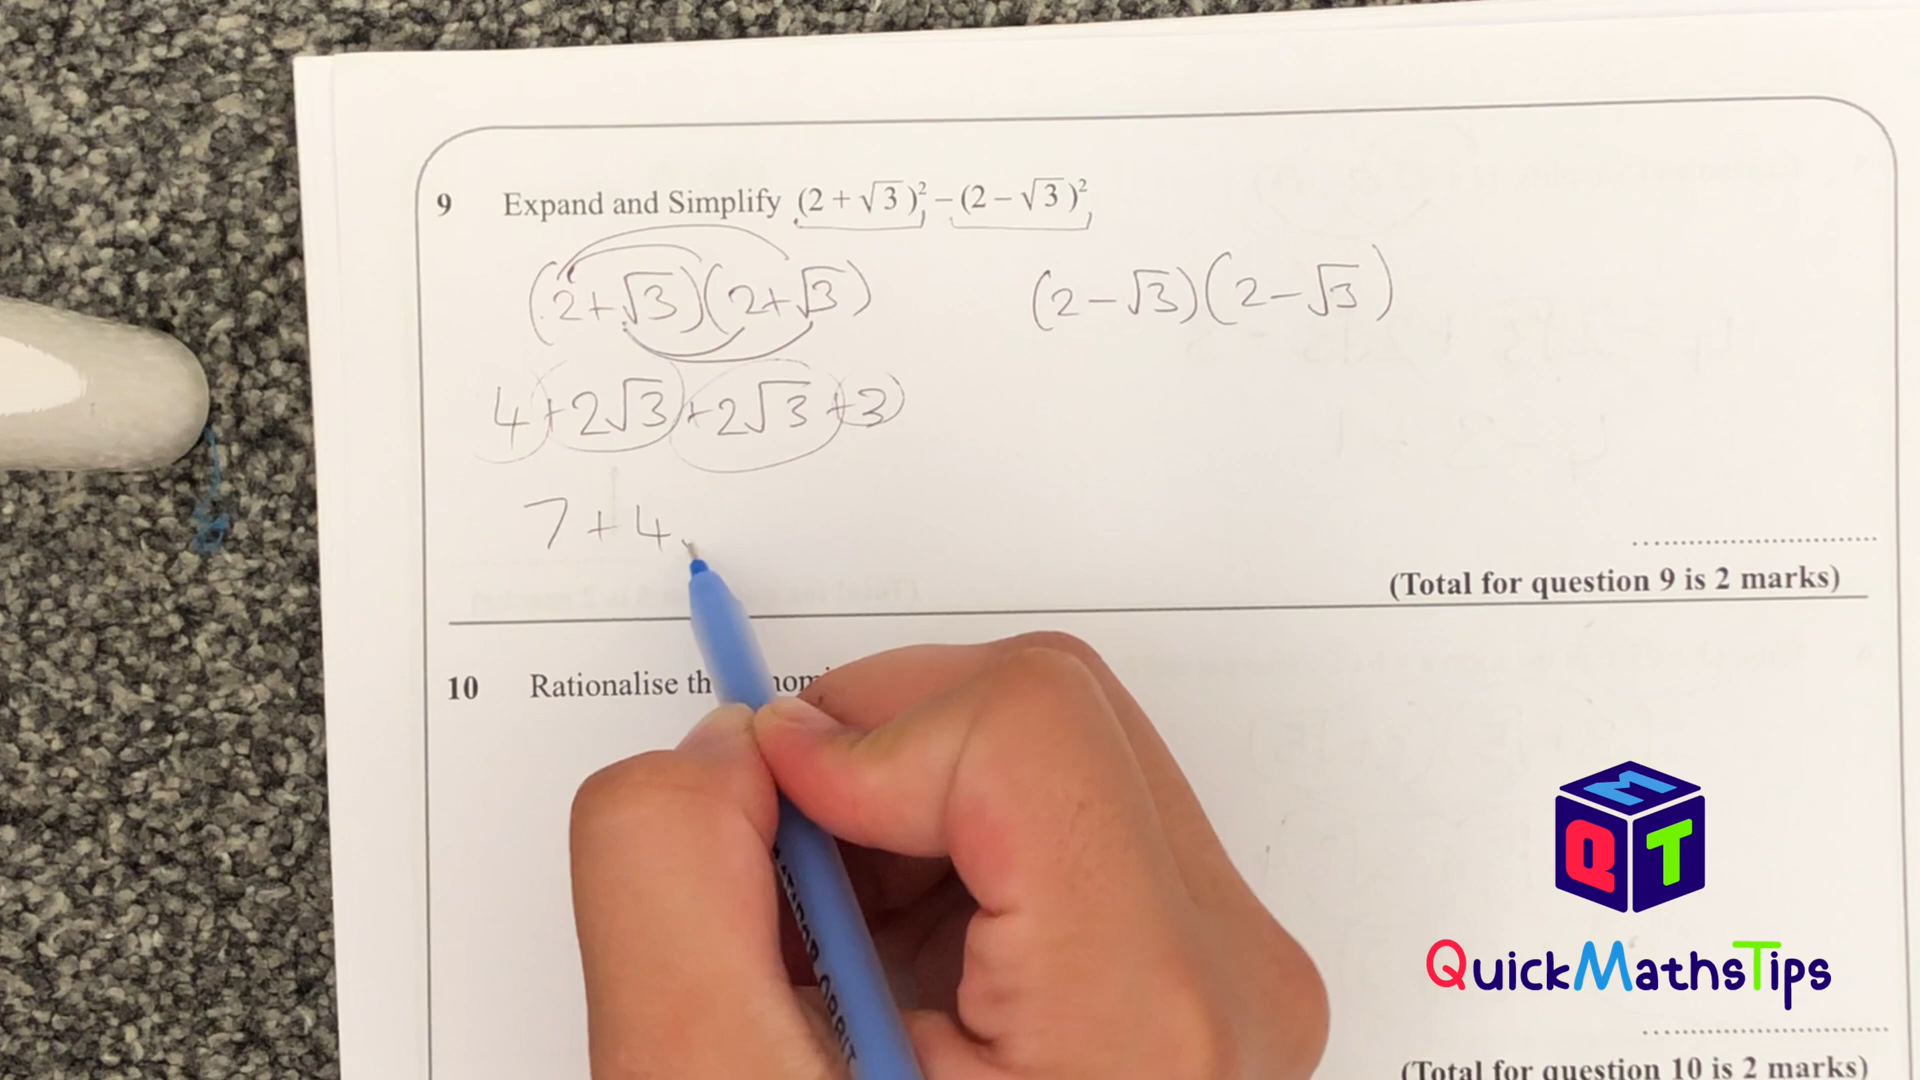 9 Expand and Simplify (2 + √3)² − (2 − √3)²
(2+√3)(2+√3) (2−√3)(2−√3)
4+2√3+2√3+3
7+4
(Total for question 9 is 2 marks)
10 Rationalise
QMT
QuickMathsTips
(Total for question 10 is 2 marks)